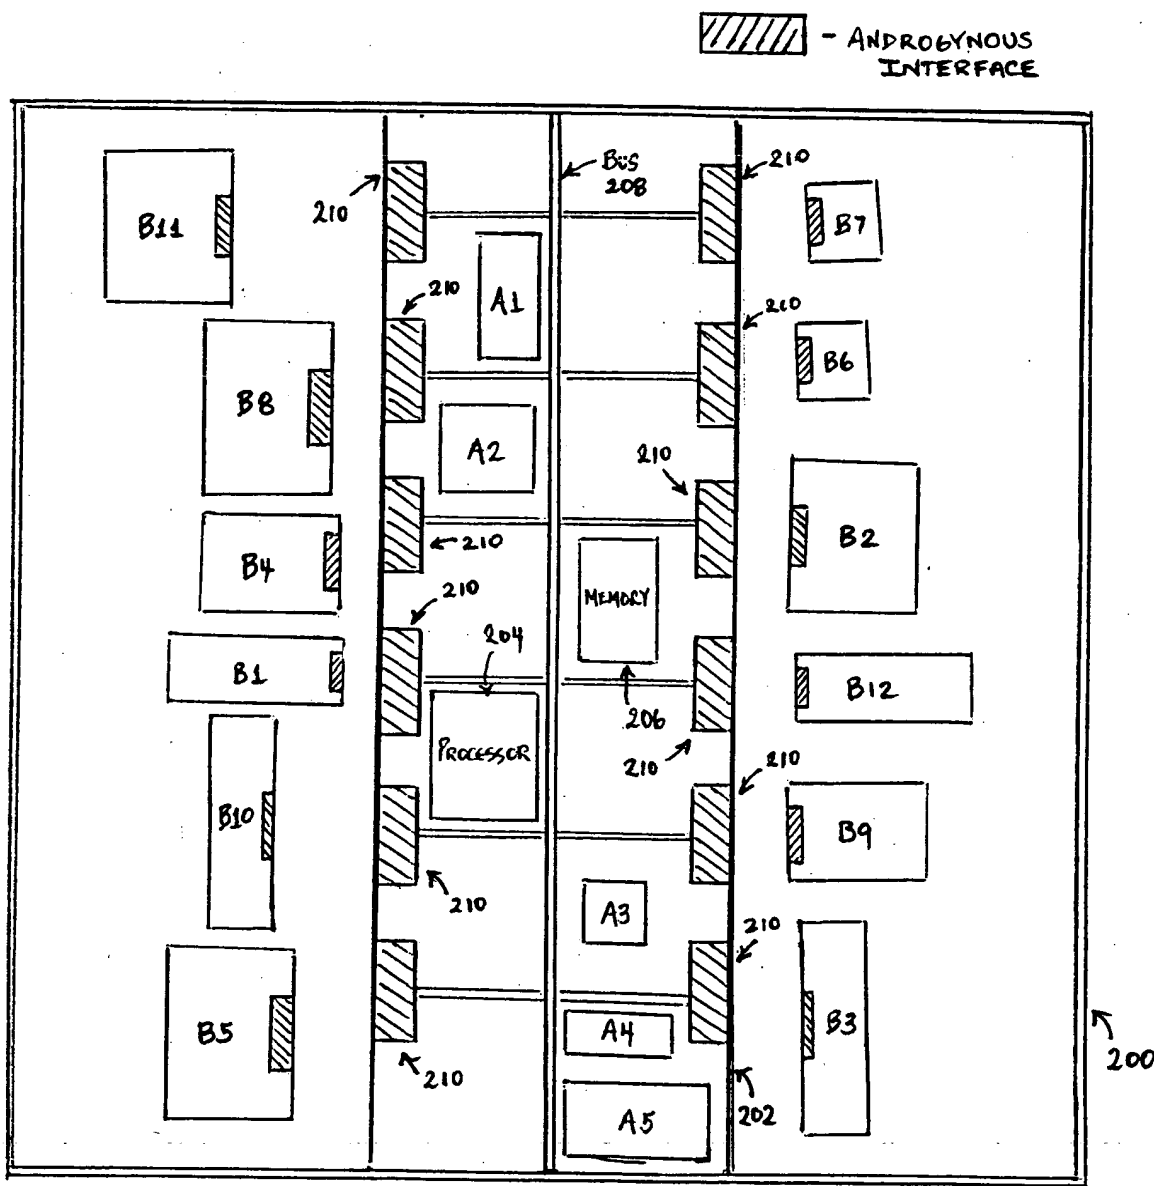 - ANDROGYNOUS
INTERFACE
BUS
208
210
210
B11
B7
A1
210
210
B8
B6
A2
210
B2
B4
210
MEMORY
210
B1
204
B12
206
PROCESSOR
210
210
B10
B9
210
A3
210
B5
A4
B3
200
210
202
A5